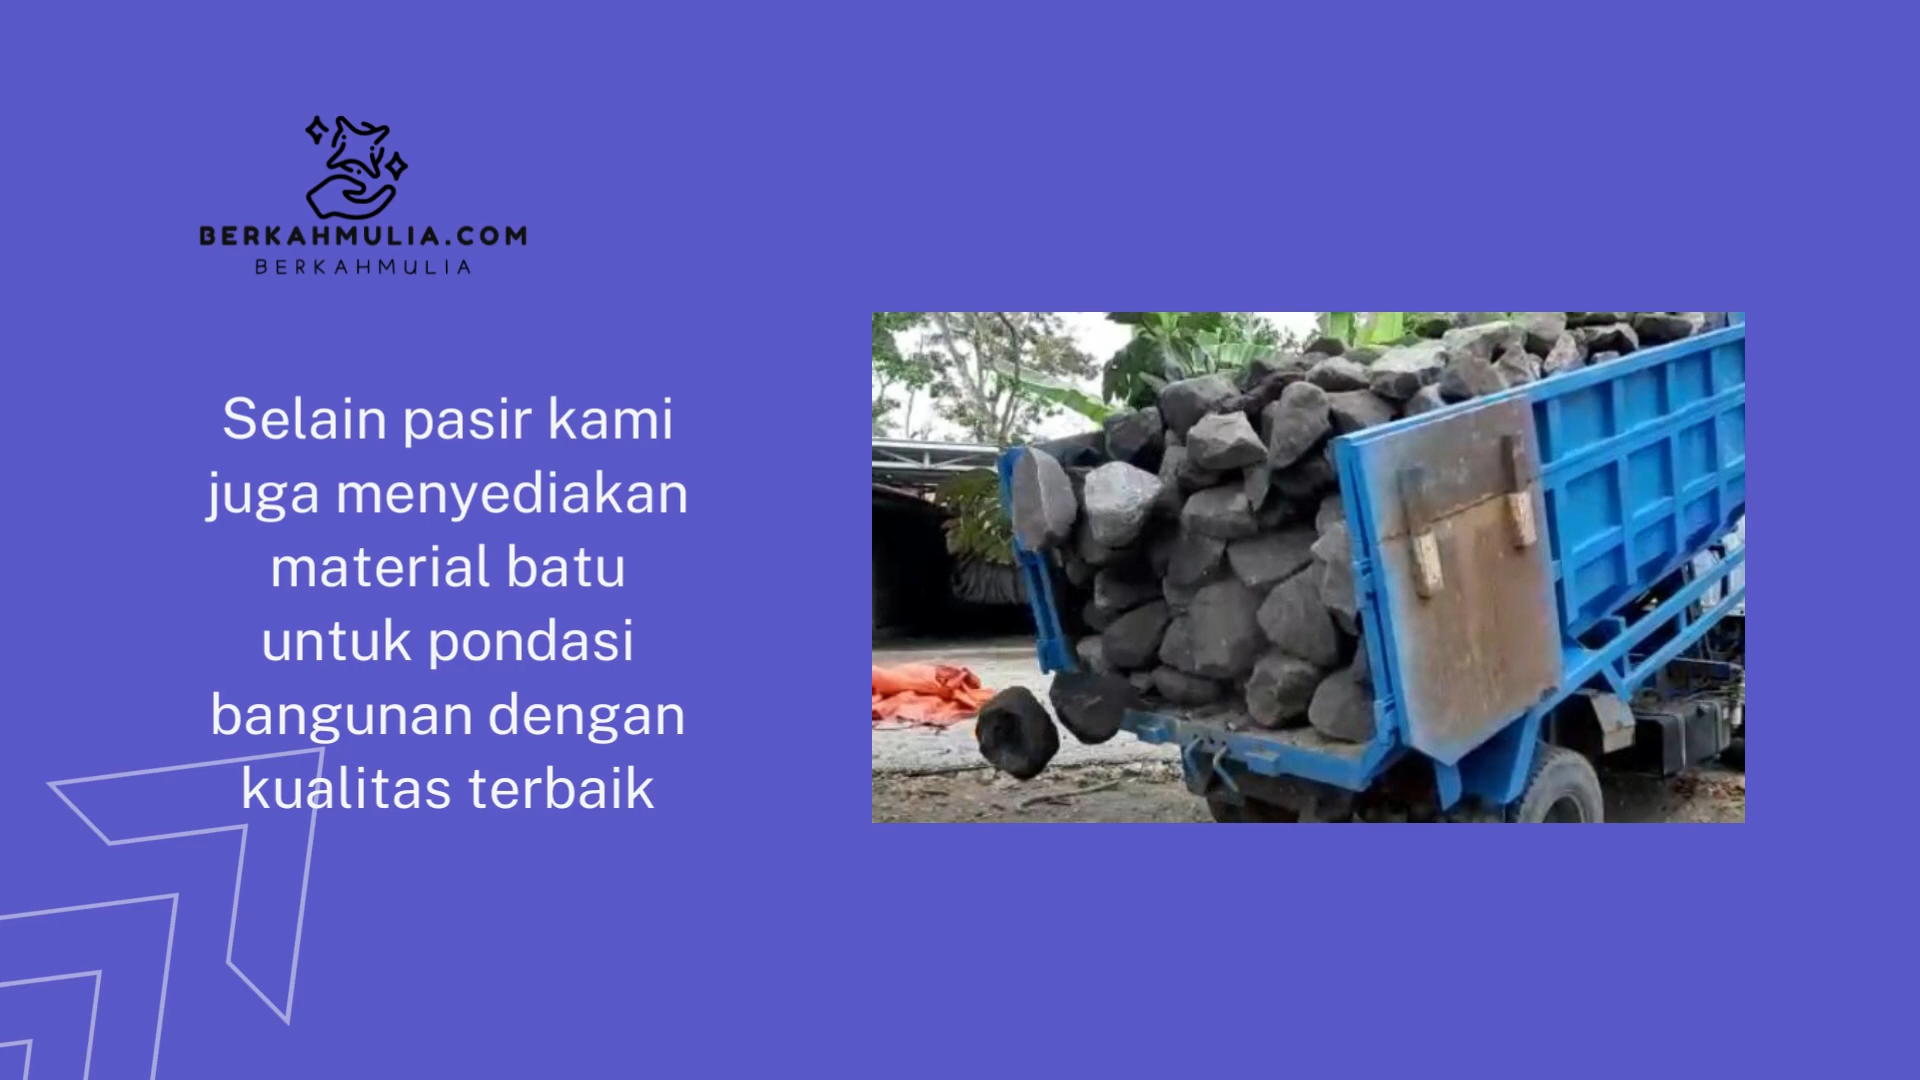 BERKAHMULIA.COM
BERKAHMULIA
Selain pasir kami
juga menyediakan
material batu
untuk pondasi
bangunan dengan
kualitas terbaik